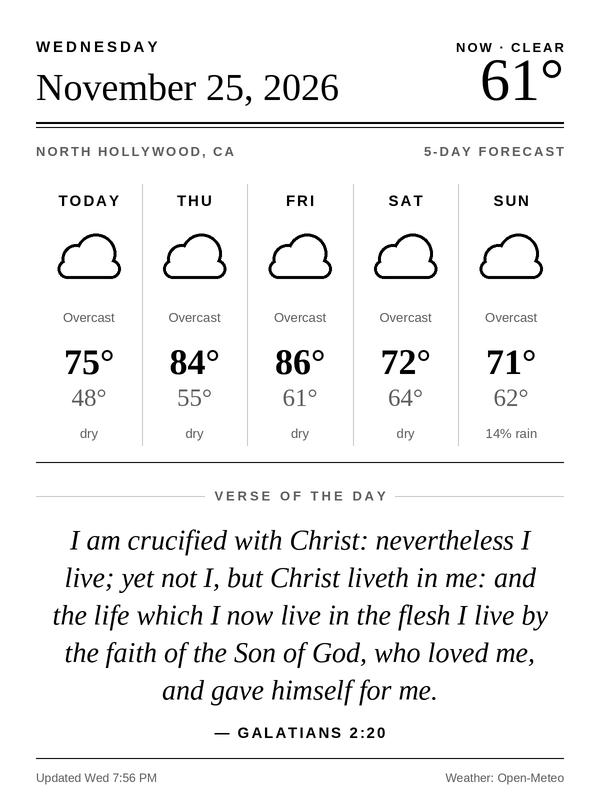 WEDNESDAY
NOW · CLEAR
November 25, 2026
61°
NORTH HOLLYWOOD, CA
5-DAY FORECAST
TODAY THU FRI SAT SUN
Overcast Overcast Overcast Overcast Overcast
75° 84° 86° 72° 71°
48° 55° 61° 64° 62°
dry dry dry dry 14% rain
VERSE OF THE DAY
I am crucified with Christ: nevertheless I
live; yet not I, but Christ liveth in me: and
the life which I now live in the flesh I live by
the faith of the Son of God, who loved me,
and gave himself for me.
— GALATIANS 2:20
Updated Wed 7:56 PM
Weather: Open-Meteo